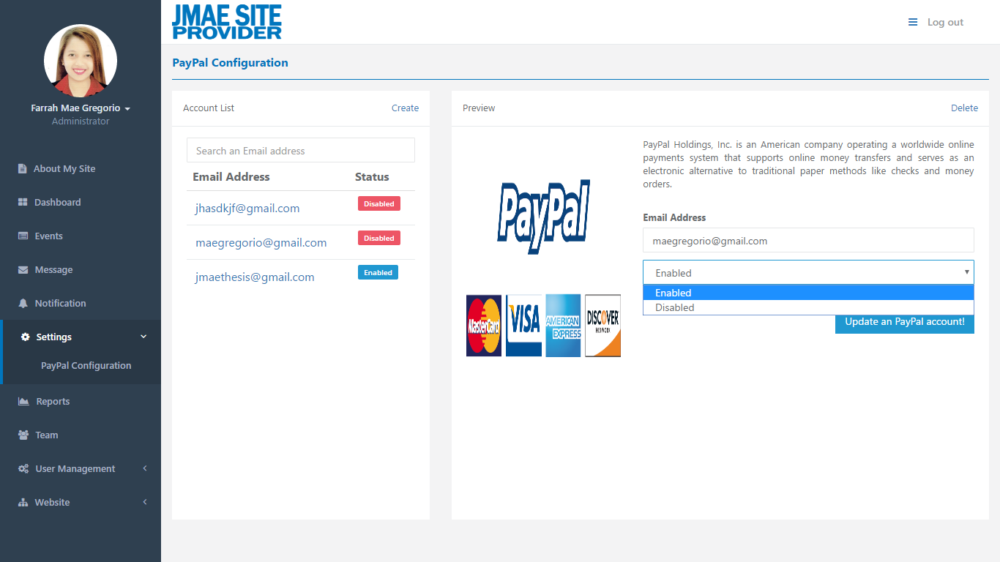 JMAE SITE
PROVIDER
Log out
Farrah Mae Gregorio
Administrator
About My Site
Dashboard
Events
Message
Notification
Settings
PayPal Configuration
Reports
Team
User Management
Website
PayPal Configuration
Account List
Create
Search an Email address
Email Address Status
jhasdkjf@gmail.com Disabled
maegregorio@gmail.com Disabled
jmaethesis@gmail.com Enabled
Preview
Delete
PayPal
MasterCard
VISA
AMERICAN
EXPRESS
DISCOVER
NETWORK
PayPal Holdings, Inc. is an American company operating a worldwide online
payments system that supports online money transfers and serves as an
electronic alternative to traditional paper methods like checks and money
orders.
Email Address
maegregorio@gmail.com
Enabled
Enabled
Disabled
Update an PayPal account!